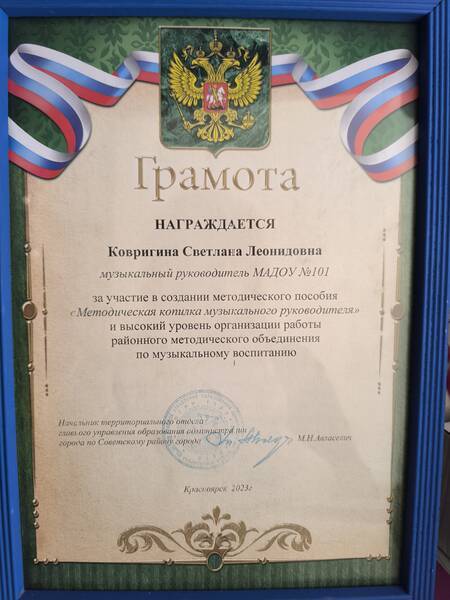 Грамота
НАГРАЖДАЕТСЯ
Ковригина Светлана Леонидовна
музыкальный руководитель МАДОУ №101
за участие в создании методического пособия
«Методическая копилка музыкального руководителя»
и высокий уровень организации работы
районного методического объединения
по музыкальному воспитанию
Начальник территориального отдела
главного управления образования администрации
города по Советскому району города
М.Н.Авласевич
Красноярск 2023г